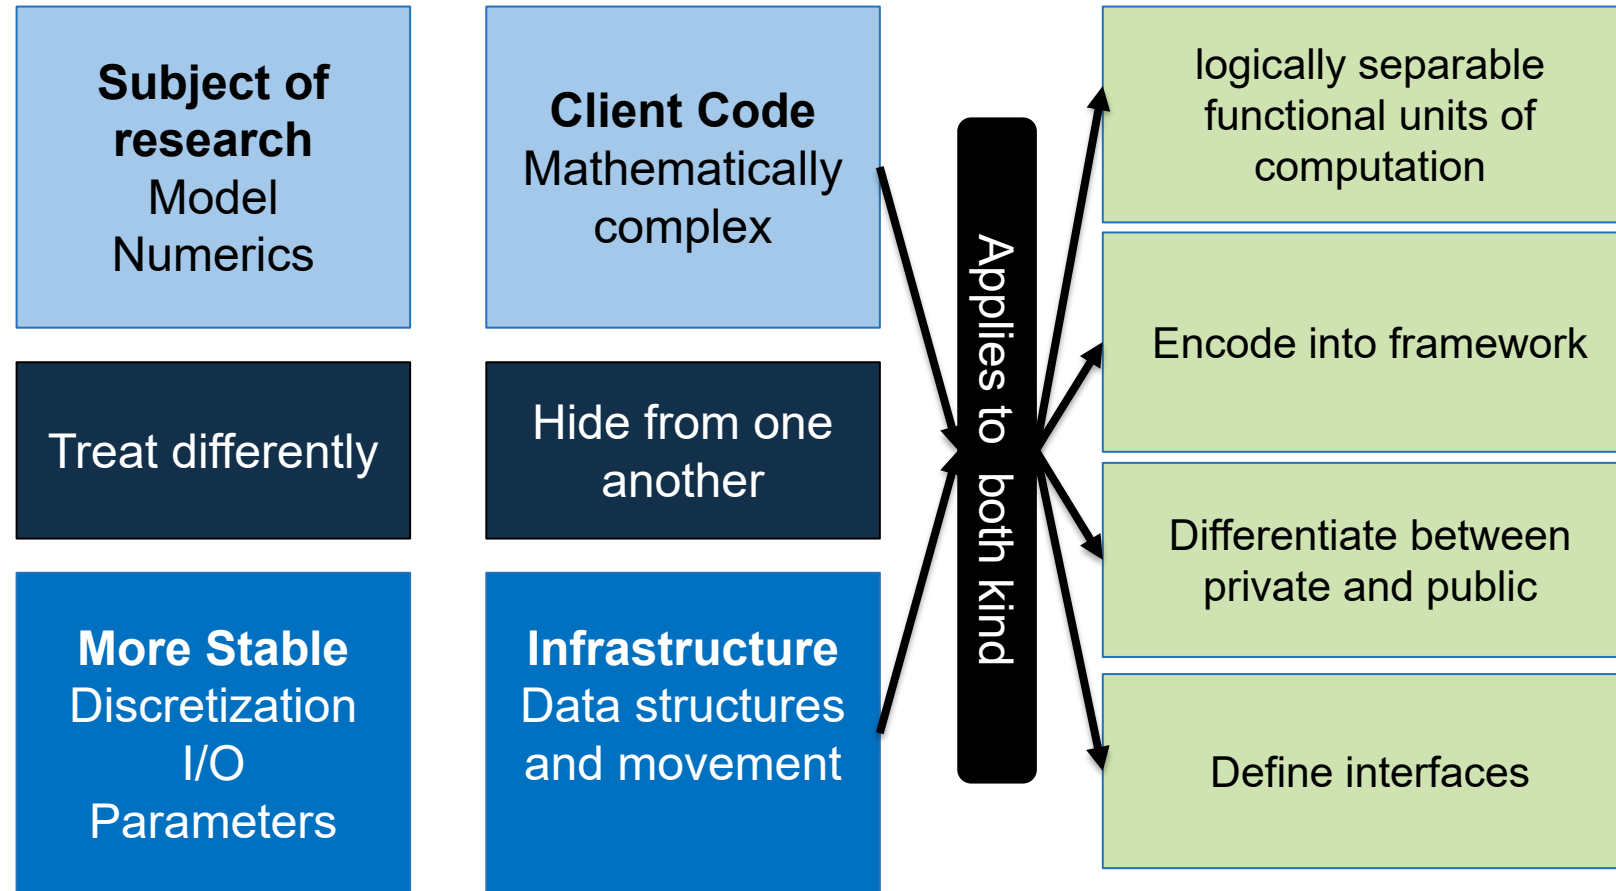 Subject of
research
Model
Numerics
Treat differently
More Stable
Discretization
I/O
Parameters
Client Code
Mathematically
complex
Hide from one
another
Infrastructure
Data structures
and movement
Applies to both kind
logically separable
functional units of
computation
Encode into framework
Differentiate between
private and public
Define interfaces